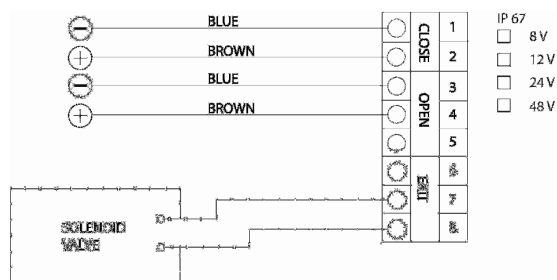 BLUE
BROWN
BLUE
BROWN
CLOSE
OPEN
1
2
3
4
5
IP 67
8 V
12 V
24 V
48 V
SOLENOID
VALVE